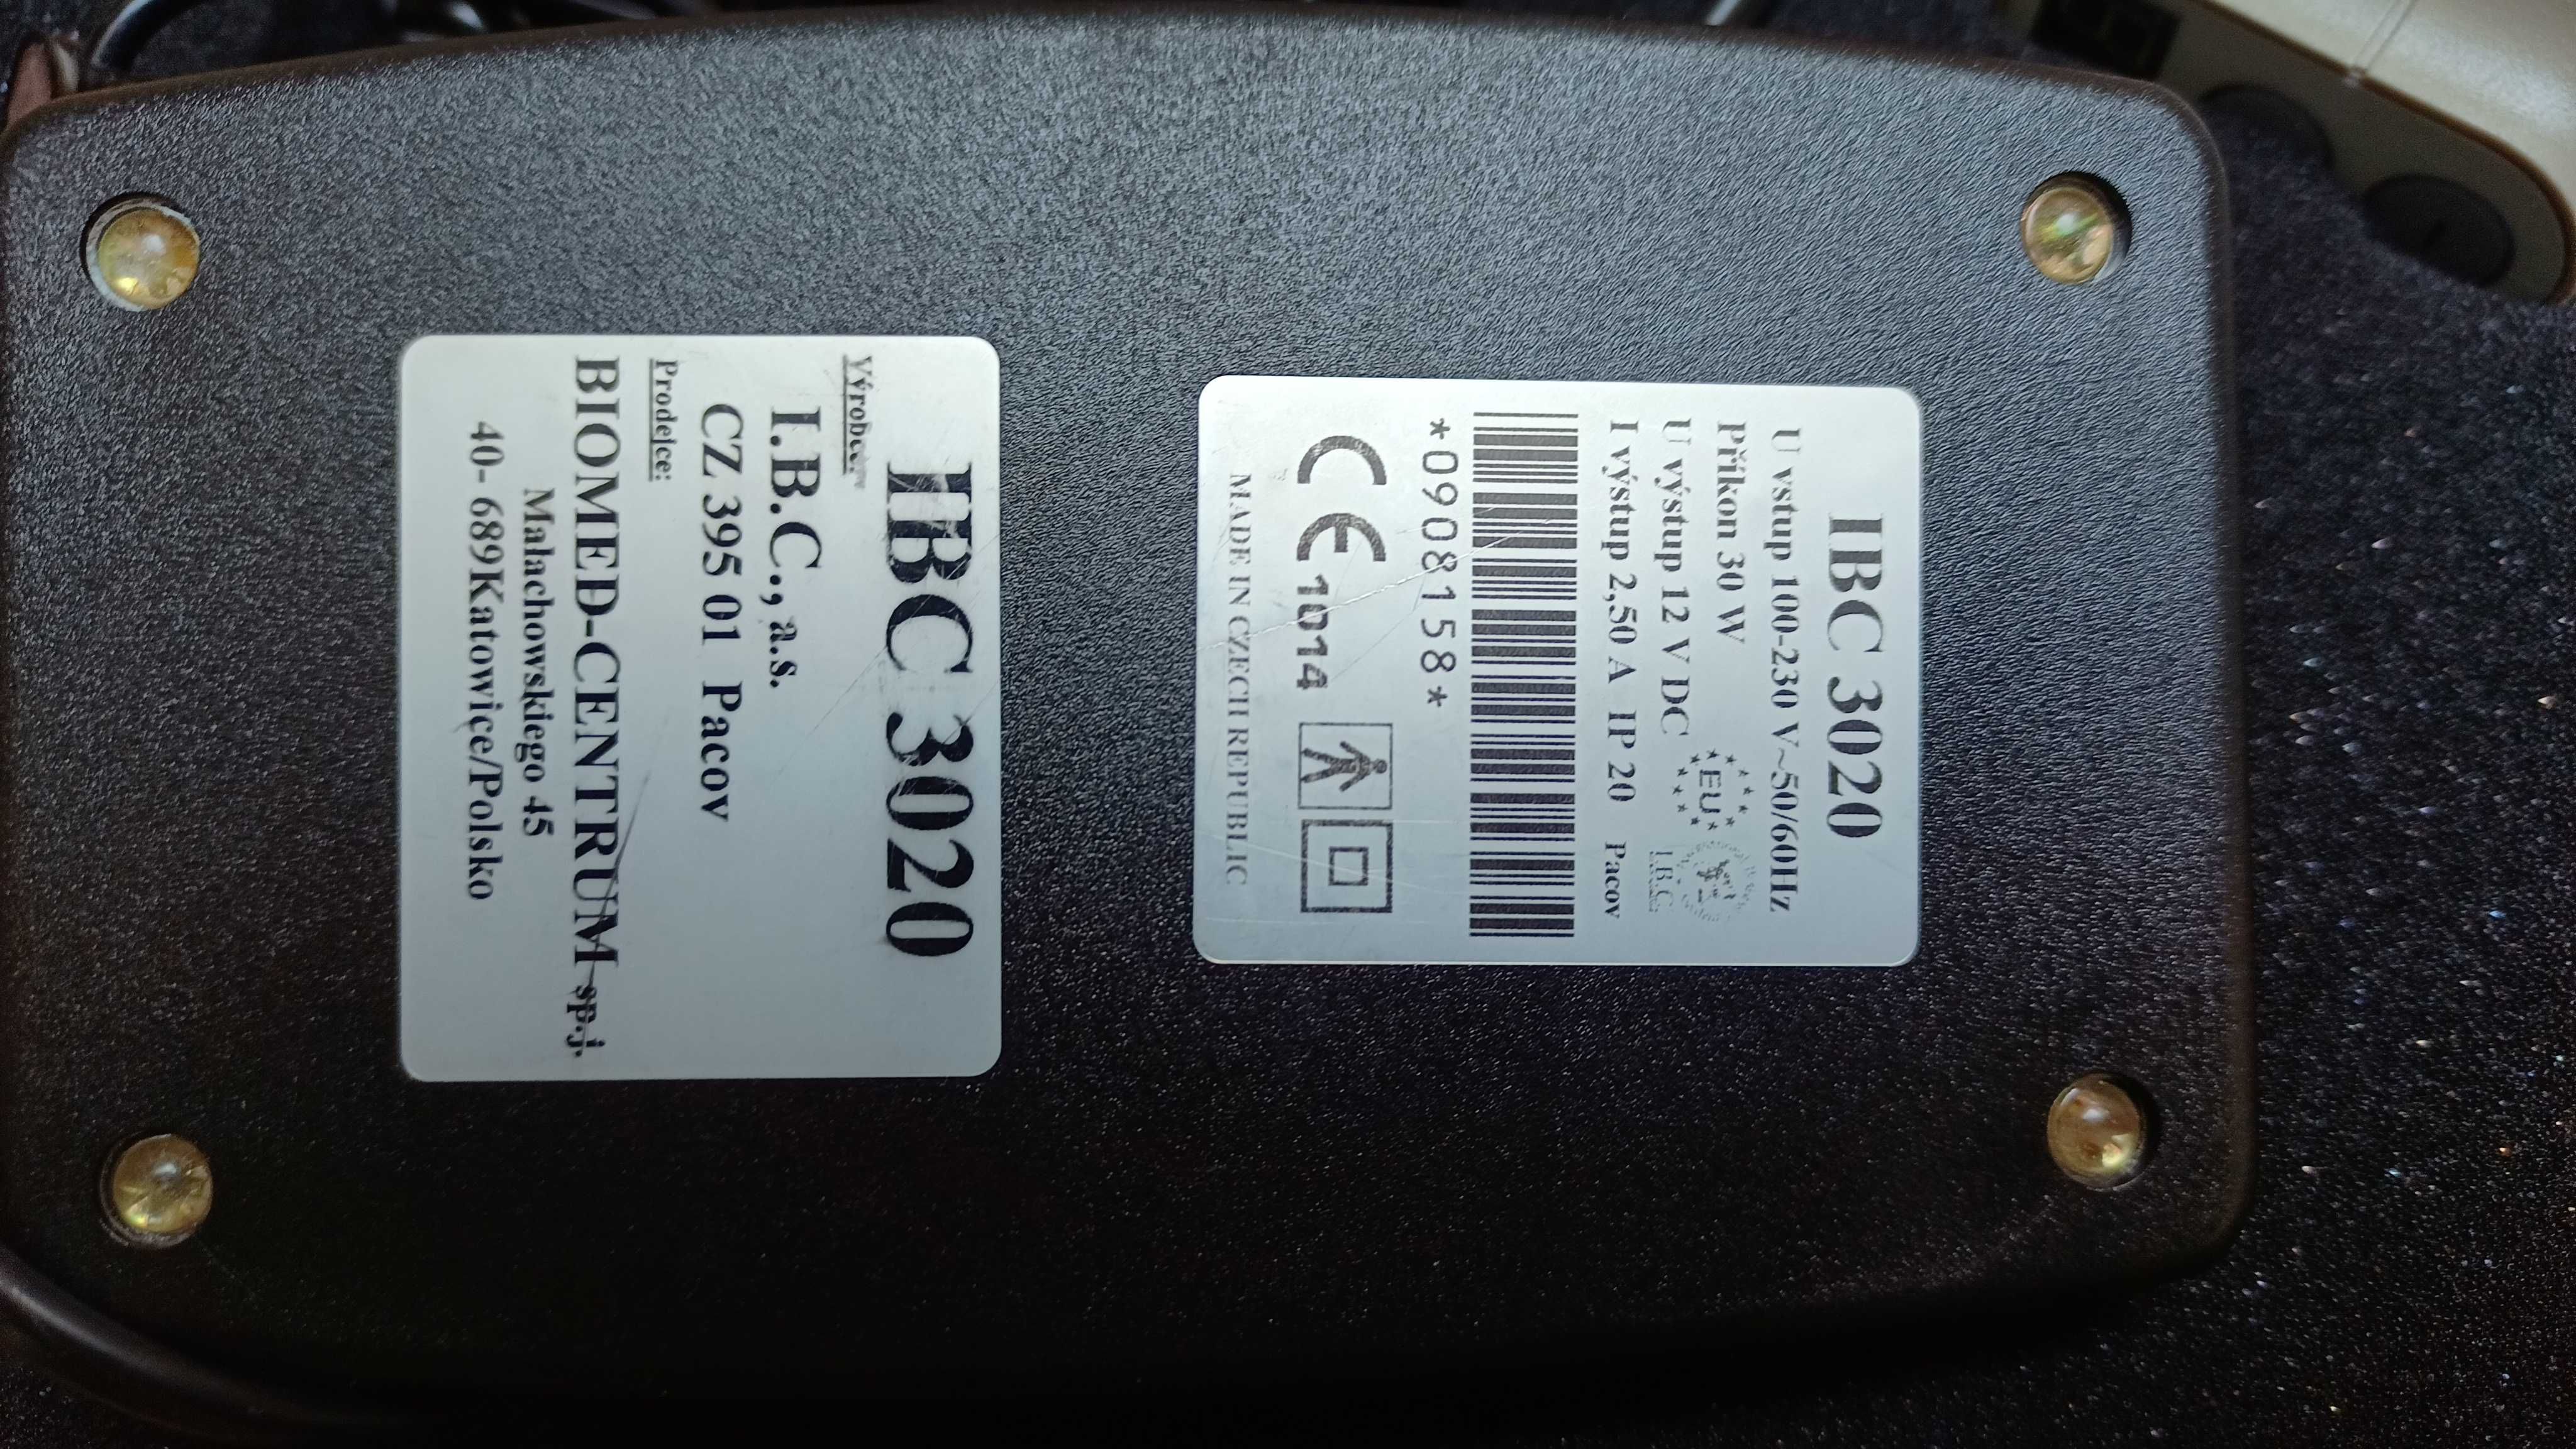 IBC 3020
U vstup 100-230 V~50/60Hz
Příkon 30 W
U výstup 12 V DC
EU
I.B.C.
I výstup 2,50 A IP 20 Pacov
*0908158*
CE 1014
MADE IN CZECH REPUBLIC
IBC 3020
Výrobce:
I.B.C., a.s.
CZ 395 01 Pacov
Prodejce:
BIOMED-CENTRUM sp.j.
Malachowskiego 45
40- 689Katowice/Polsko